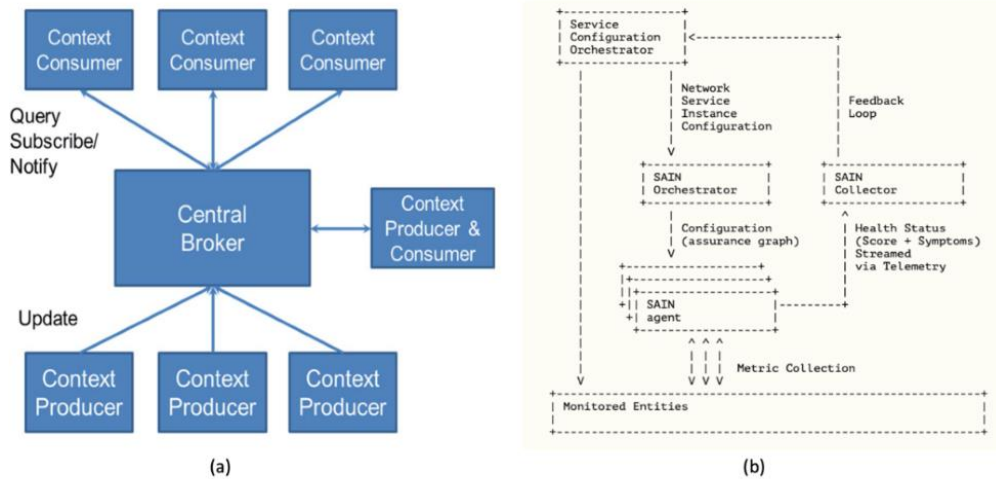 Context
Consumer
Context
Consumer
Context
Consumer
Query
Subscribe/
Notify
Central
Broker
Context
Producer &
Consumer
Update
Context
Producer
Context
Producer
Context
Producer
(a)
Service
Configuration
Orchestrator
Network
Service
Instance
Configuration
Feedback
Loop
SAIN
Orchestrator
SAIN
Collector
Configuration
(assurance graph)
Health Status
(Score + Symptoms)
Streamed
via Telemetry
SAIN
agent
Metric Collection
Monitored Entities
(b)